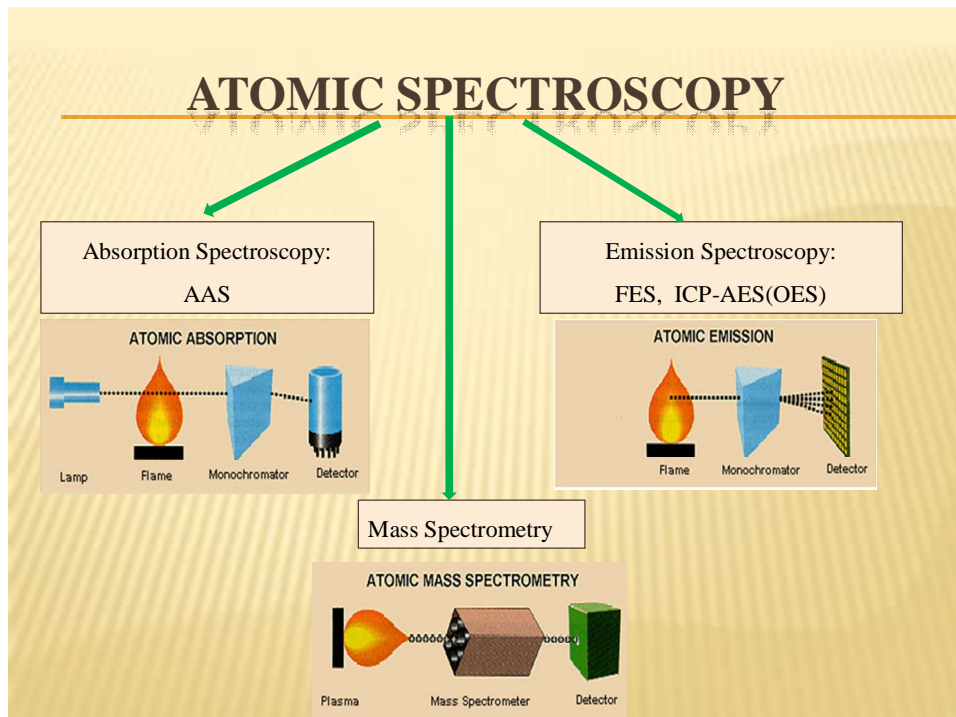 ATOMIC SPECTROSCOPY
Absorption Spectroscopy:
AAS
ATOMIC ABSORPTION
Lamp Flame Monochromator Detector
Emission Spectroscopy:
FES, ICP-AES(OES)
ATOMIC EMISSION
Flame Monochromator Detector
Mass Spectrometry
ATOMIC MASS SPECTROMETRY
Plasma Mass Spectrometer Detector